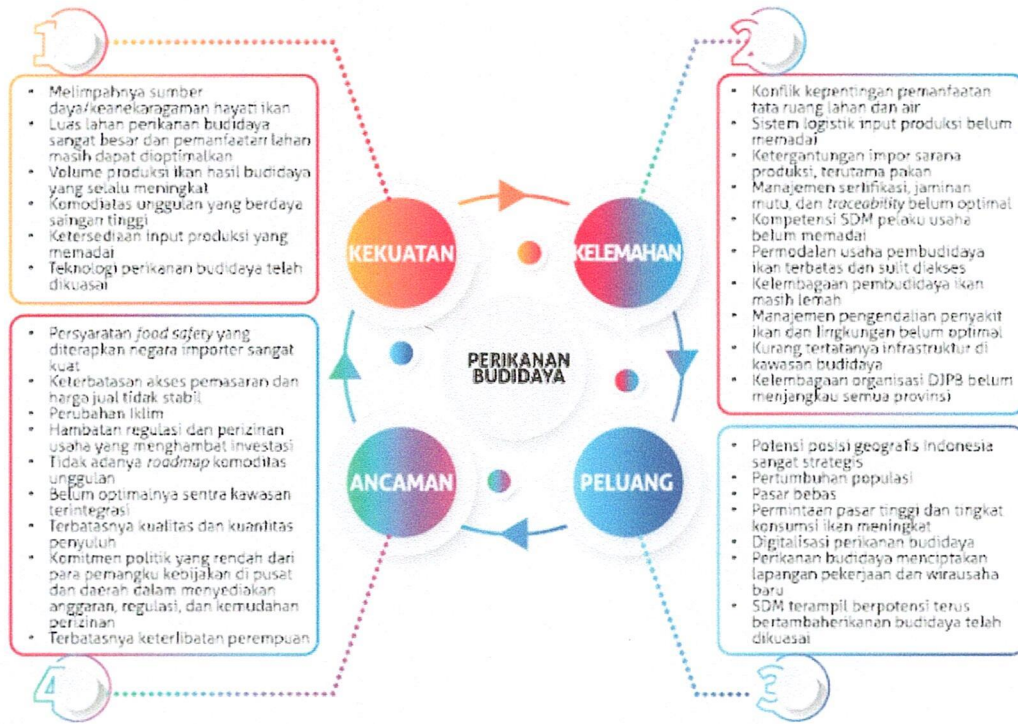 1
• Melimpahnya sumber
daya/keanekaragaman hayati ikan
• Luas lahan perikanan budidaya
sangat besar dan pemanfaatan lahan
masih dapat dioptimalkan
• Volume produksi ikan hasil budidaya
yang selalu meningkat
• Komodiatas unggulan yang berdaya
saingan tinggi
• Ketersediaan input produksi yang
memadai
• Teknologi perikanan budidaya telah
dikuasai
2
• Konflik kepentingan pemanfaatan
tata ruang lahan dan air
• Sistem logistik input produksi belum
memadai
• Ketergantungan impor sarana
produksi, terutama pakan
• Manajemen sertifikasi, jaminan
mutu, dan traceability belum optimal
• Kompetensi SDM pelaku usaha
belum memadai
• Permodalan usaha pembudidaya
ikan terbatas dan sulit diakses
• Kelembagaan pembudidaya ikan
masih lemah
• Manajemen pengendalian penyakit
ikan dan lingkungan belum optimal
• Kurang tertatanya infrastruktur di
kawasan budidaya
• Kelembagaan organisasi DJPB belum
menjangkau semua provinsi
KEKUATAN
KELEMAHAN
PERIKANAN
BUDIDAYA
ANCAMAN
PELUANG
• Potensi posisi geografis Indonesia
sangat strategis
• Pertumbuhan populasi
• Pasar bebas
• Permintaan pasar tinggi dan tingkat
konsumsi ikan meningkat
• Digitalisasi perikanan budidaya
• Perikanan budidaya menciptakan
lapangan pekerjaan dan wirausaha
baru
• SDM terampil berpotensi terus
bertambaherikanan budidaya telah
dikuasai
3
• Persyaratan food safety yang
diterapkan negara importer sangat
kuat
• Keterbatasan akses pemasaran dan
harga jual tidak stabil
• Perubahan Iklim
• Hambatan regulasi dan perizinan
usaha yang menghambat investasi
• Tidak adanya roadmap komoditas
unggulan
• Belum optimalnya sentra kawasan
terintegrasi
• Terbatasnya kualitas dan kuantitas
penyuluh
• Komitmen politik yang rendah dari
para pemangku kebijakan di pusat
dan daerah dalam menyediakan
anggaran, regulasi, dan kemudahan
perizinan
• Terbatasnya keterlibatan perempuan
4